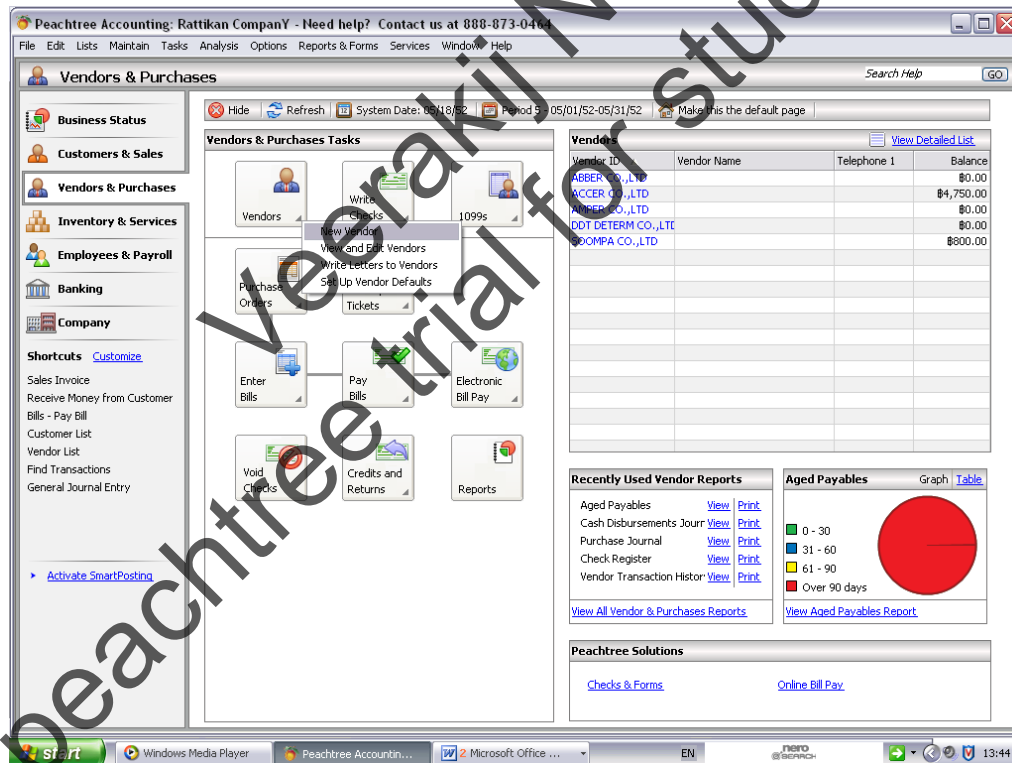 Peachtree Accounting: Rattikan CompanY - Need help? Contact us at 888-873-0464
File Edit Lists Maintain Tasks Analysis Options Reports & Forms Services Window Help
Vendors & Purchases
Search Help GO
Hide Refresh System Date: 05/18/52 Period 5 - 05/01/52-05/31/52 Make this the default page
Business Status
Customers & Sales
Vendors & Purchases
Inventory & Services
Employees & Payroll
Banking
Company
Shortcuts Customize
Sales Invoice
Receive Money from Customer
Bills - Pay Bill
Customer List
Vendor List
Find Transactions
General Journal Entry
Activate SmartPosting
Vendors & Purchases Tasks
Vendors
Write
Checks
1099s
New Vendor
View and Edit Vendors
Write Letters to Vendors
Set Up Vendor Defaults
Purchase
Orders
Tickets
Enter
Bills
Pay
Bills
Electronic
Bill Pay
Void
Checks
Credits and
Returns
Reports
Vendors View Detailed List
Vendor ID Vendor Name Telephone 1 Balance
ABBER CO.,LTD ฿0.00
ACCER CO.,LTD ฿4,750.00
AMPER CO.,LTD ฿0.00
DDT DETERM CO.,LTD ฿0.00
SOOMPA CO.,LTD ฿800.00
Recently Used Vendor Reports
Aged Payables View Print
Cash Disbursements Jourr View Print
Purchase Journal View Print
Check Register View Print
Vendor Transaction Histor View Print
View All Vendor & Purchases Reports
Aged Payables Graph Table
0 - 30
31 - 60
61 - 90
Over 90 days
View Aged Payables Report
Peachtree Solutions
Checks & Forms Online Bill Pay
start Windows Media Player Peachtree Accountin... 2 Microsoft Office ... EN nero SEARCH 13:44
Veerakij
peachtree trial for stu